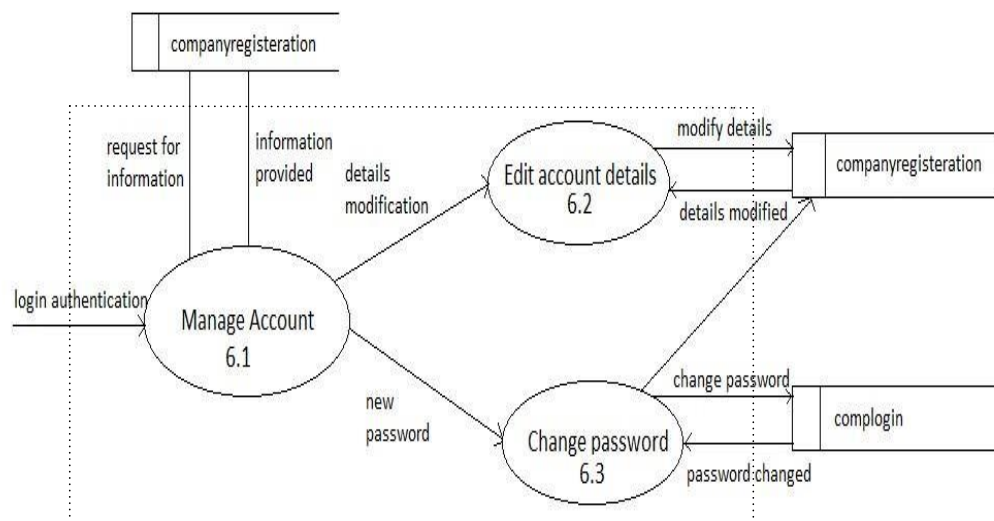 companyregisteration
request for
information
information
provided
details
modification
Edit account details
6.2
modify details
companyregisteration
details modified
login authentication
Manage Account
6.1
new
password
Change password
6.3
change password
complogin
password changed